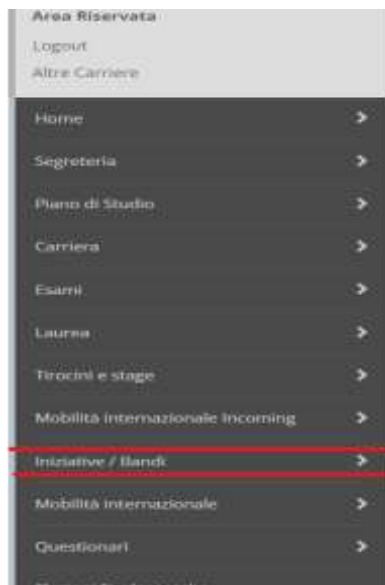 Area Riservata
Logout
Altre Carriere
Home
Segreteria
Piano di Studio
Carriera
Esami
Laurea
Tirocini e stage
Mobilità internazionale Incoming
Iniziative / Bandi
Mobilità internazionale
Questionari